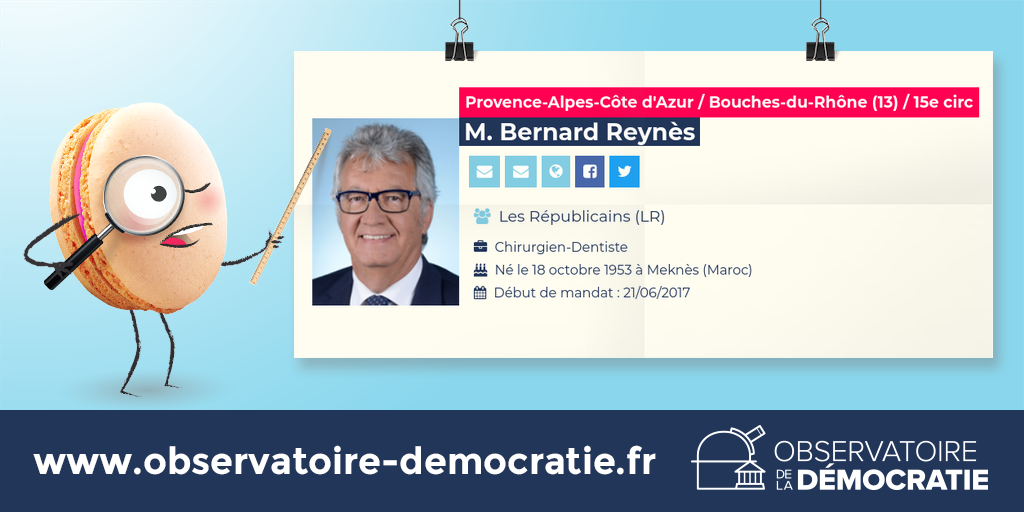 Provence-Alpes-Côte d'Azur / Bouches-du-Rhône (13) / 15e circ
M. Bernard Reynès
Les Républicains (LR)
Chirurgien-Dentiste
Né le 18 octobre 1953 à Meknès (Maroc)
Début de mandat : 21/06/2017
www.observatoire-democratie.fr
OBSERVATOIRE
DE LA DÉMOCRATIE